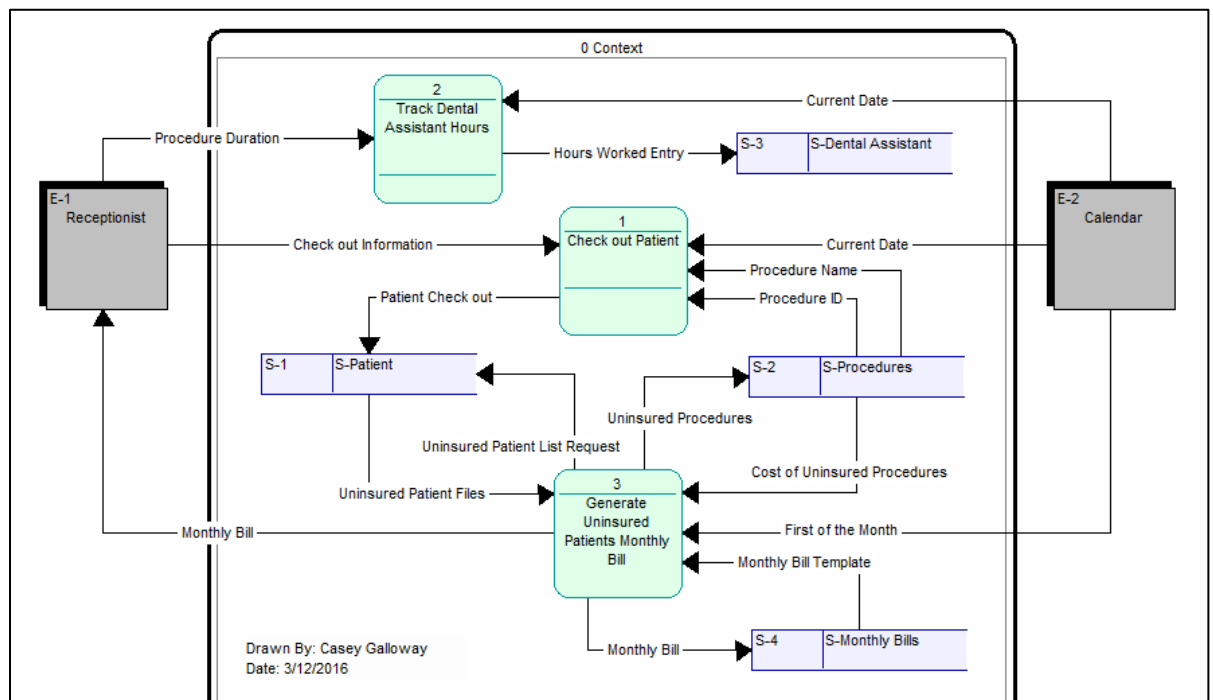 0 Context
2
Track Dental
Assistant Hours
Current Date
Procedure Duration
Hours Worked Entry
S-3
S-Dental Assistant
E-1
Receptionist
E-2
Calendar
1
Check out Patient
Check out Information
Current Date
Procedure Name
Patient Check out
Procedure ID
S-1
S-Patient
S-2
S-Procedures
Uninsured Procedures
Uninsured Patient List Request
Cost of Uninsured Procedures
3
Generate
Uninsured
Patients Monthly
Bill
Uninsured Patient Files
Monthly Bill
First of the Month
Monthly Bill Template
Monthly Bill
S-4
S-Monthly Bills
Drawn By: Casey Galloway
Date: 3/12/2016